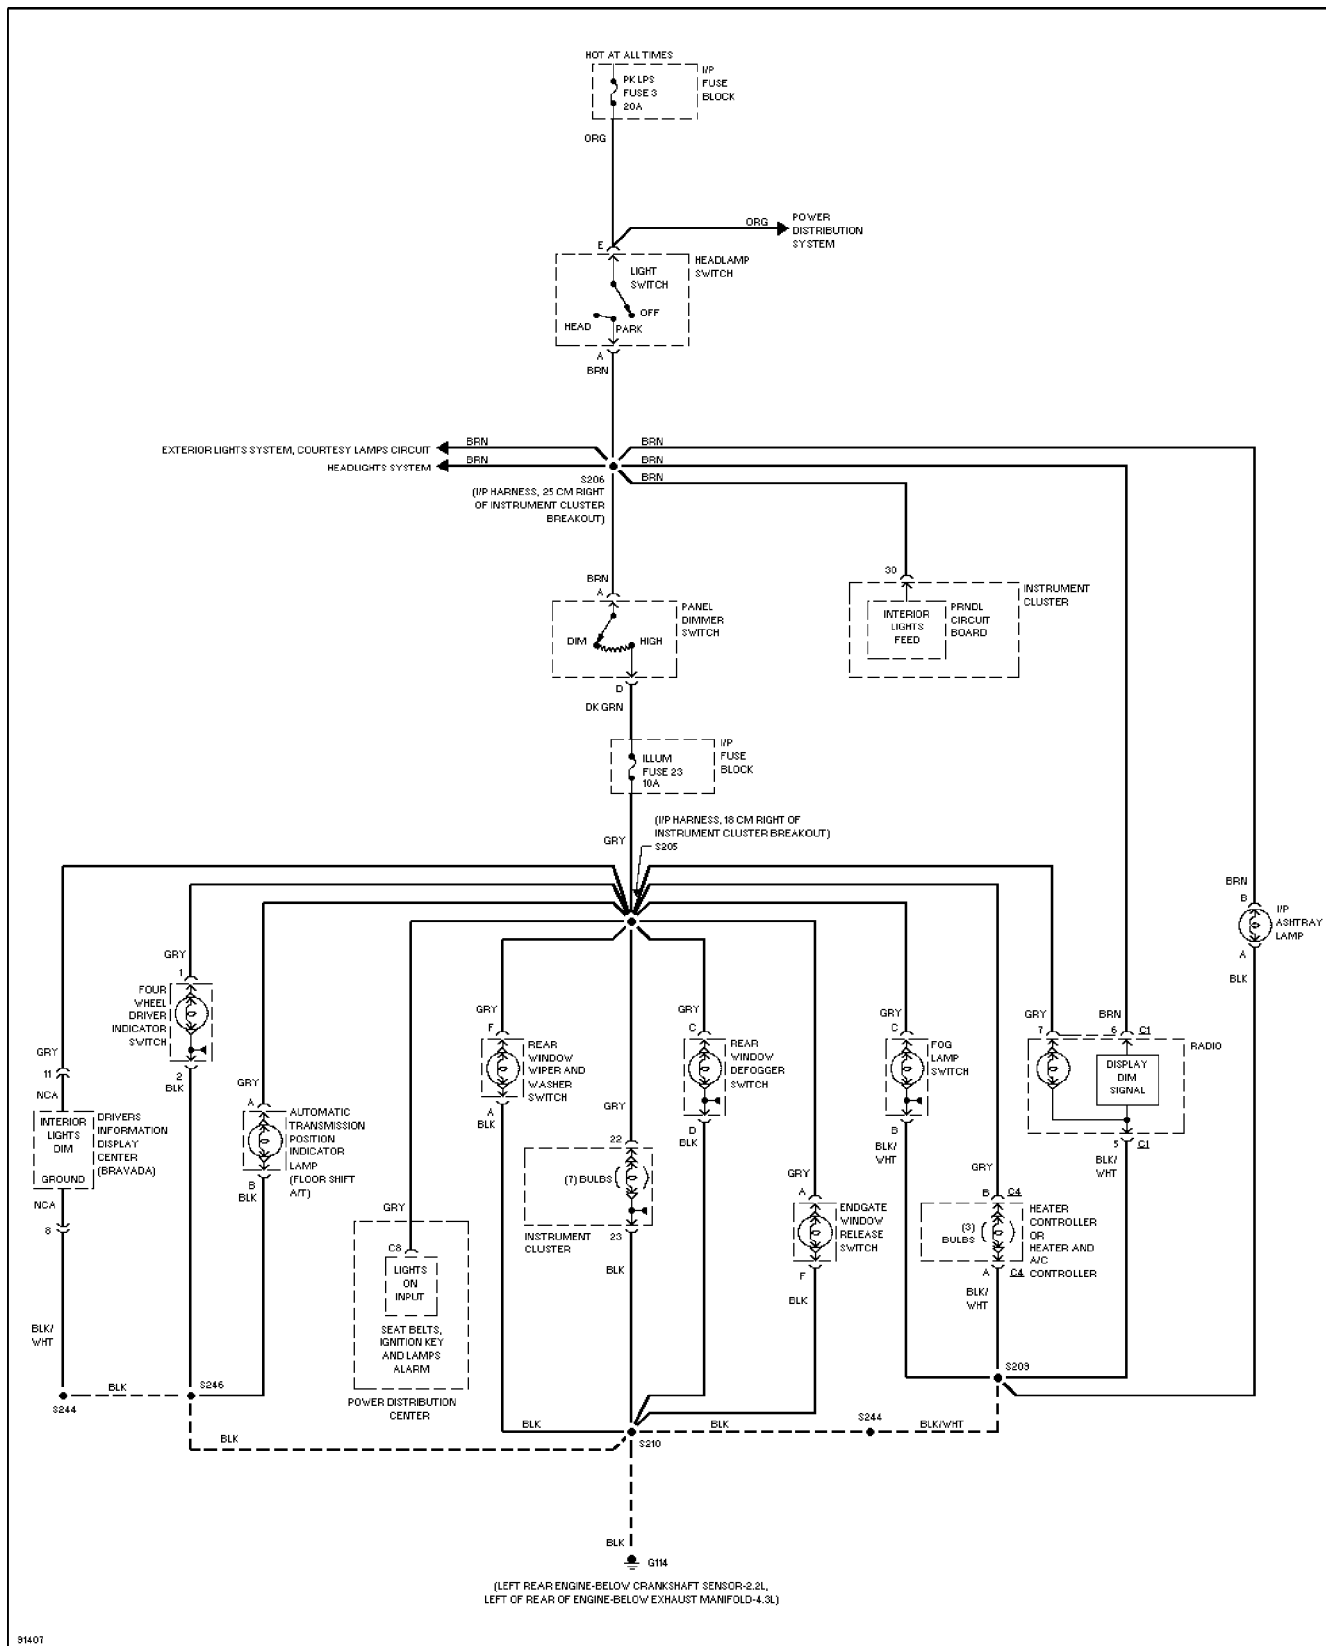 HOT AT ALL TIMES
PK LPS
FUSE 3
20A
I/P
FUSE
BLOCK
ORG
ORG
POWER
DISTRIBUTION
SYSTEM
E
LIGHT
SWITCH
HEADLAMP
SWITCH
OFF
HEAD
PARK
A
BRN
EXTERIOR LIGHTS SYSTEM, COURTESY LAMPS CIRCUIT
BRN
BRN
HEADLIGHTS SYSTEM
BRN
BRN
S206
BRN
(I/P HARNESS, 25 CM RIGHT
OF INSTRUMENT CLUSTER
BREAKOUT)
BRN
A
PANEL
DIMMER
SWITCH
DIM
HIGH
D
DK GRN
30
INSTRUMENT
CLUSTER
INTERIOR
LIGHTS
FEED
PRNDL
CIRCUIT
BOARD
ILLUM
FUSE 23
10A
I/P
FUSE
BLOCK
GRY
(I/P HARNESS, 18 CM RIGHT OF
INSTRUMENT CLUSTER BREAKOUT)
S205
BRN
B
I/P
ASHTRAY
LAMP
A
BLK
GRY
1
FOUR
WHEEL
DRIVER
INDICATOR
SWITCH
2
BLK
GRY
11
NCA
INTERIOR
LIGHTS
DIM
GROUND
DRIVERS
INFORMATION
DISPLAY
CENTER
(BRAVADA)
NCA
8
BLK/
WHT
GRY
A
AUTOMATIC
TRANSMISSION
POSITION
INDICATOR
LAMP
(FLOOR SHIFT
A/T)
B
BLK
GRY
F
REAR
WINDOW
WIPER AND
WASHER
SWITCH
A
BLK
GRY
22
(7) BULBS
INSTRUMENT
CLUSTER
23
BLK
GRY
C
REAR
WINDOW
DEFOGGER
SWITCH
D
BLK
GRY
A
ENDGATE
WINDOW
RELEASE
SWITCH
F
BLK
GRY
C
FOG
LAMP
SWITCH
B
BLK/
WHT
GRY
7
BRN
6
C1
RADIO
DISPLAY
DIM
SIGNAL
5
C1
BLK/
WHT
GRY
B
C4
(3)
BULBS
HEATER
CONTROLLER
OR
HEATER AND
A/C
CONTROLLER
A
C4
BLK/
WHT
GRY
C8
LIGHTS
ON
INPUT
SEAT BELTS,
IGNITION KEY
AND LAMPS
ALARM
POWER DISTRIBUTION
CENTER
S209
BLK
S246
S244
BLK
BLK
S210
BLK
S244
BLK/WHT
BLK
G114
(LEFT REAR ENGINE-BELOW CRANKSHAFT SENSOR-2.2L,
LEFT OF REAR OF ENGINE-BELOW EXHAUST MANIFOLD-4.3L)
91407